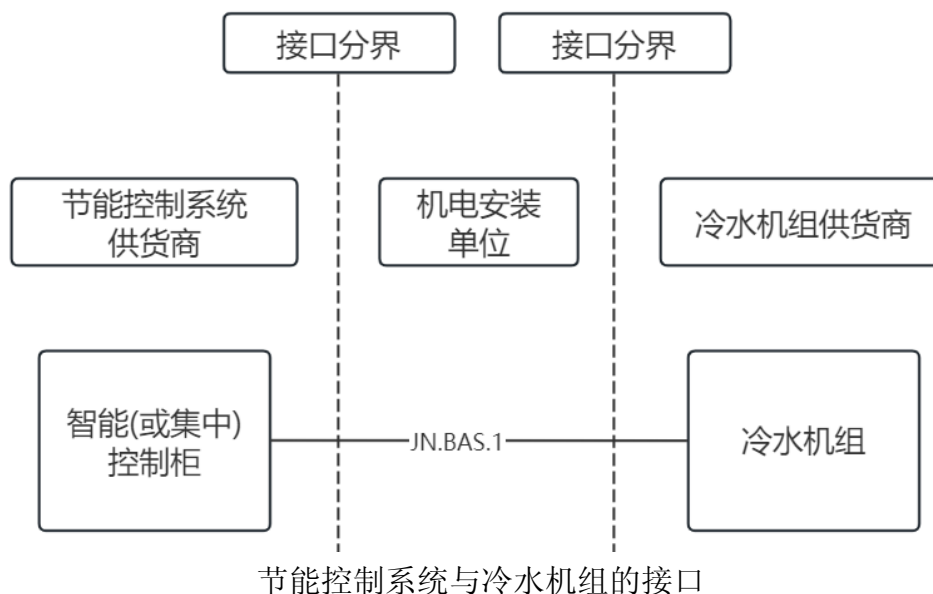 接口分界
接口分界
节能控制系统
供货商
机电安装
单位
冷水机组供货商
智能(或集中)
控制柜
JN.BAS.1
冷水机组
节能控制系统与冷水机组的接口